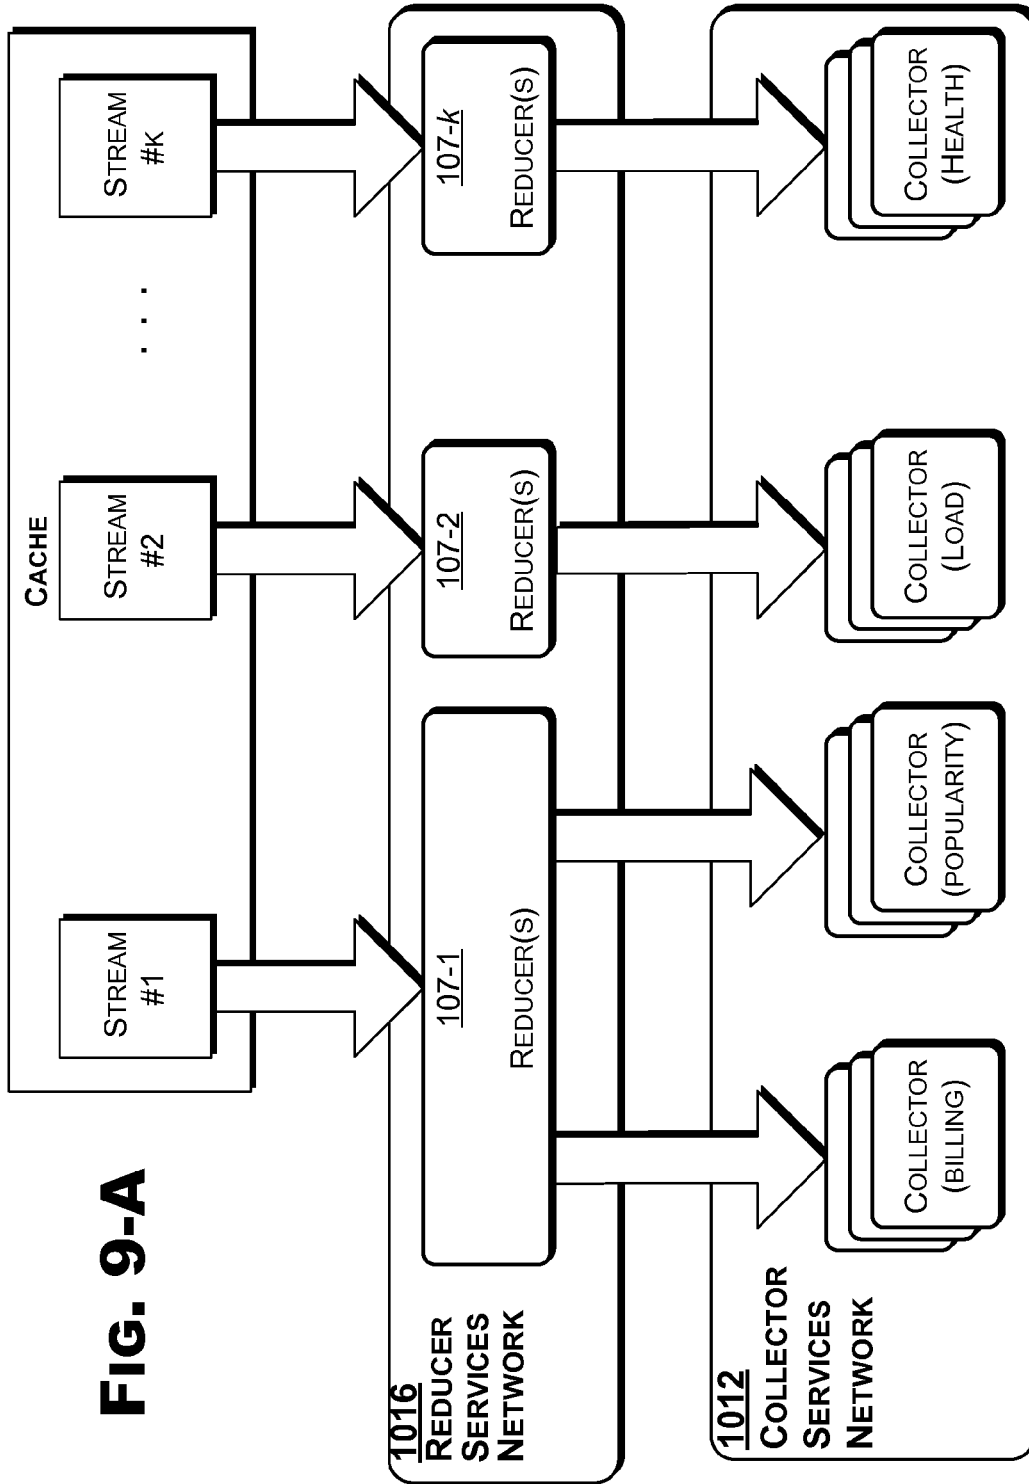 FIG. 9-A
CACHE
STREAM
#1
STREAM
#2
. . .
STREAM
#K
1016
REDUCER
SERVICES
NETWORK
107-1
REDUCER(S)
107-2
REDUCER(S)
107-k
REDUCER(S)
1012
COLLECTOR
SERVICES
NETWORK
COLLECTOR
(BILLING)
COLLECTOR
(POPULARITY)
COLLECTOR
(LOAD)
COLLECTOR
(HEALTH)